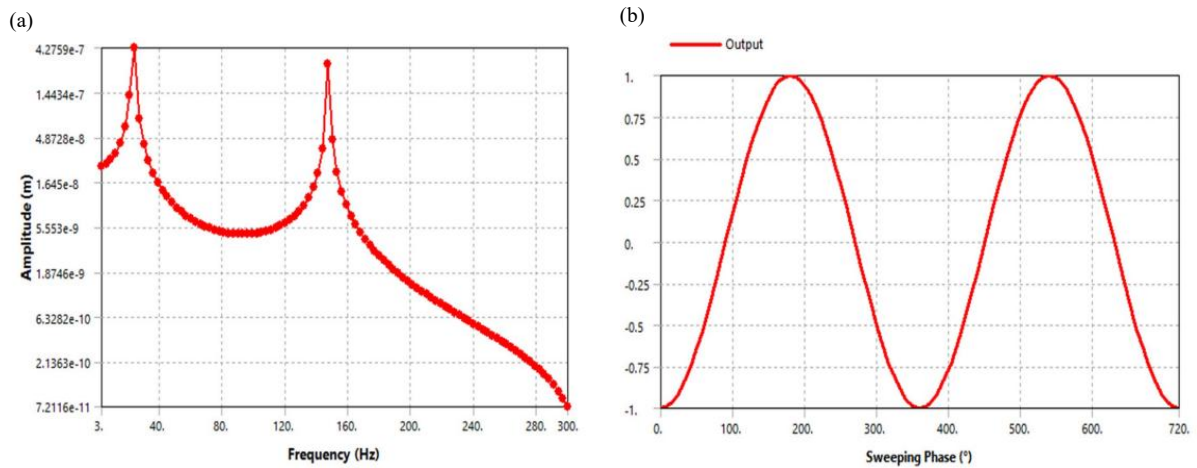 (a)
4.2759e-7
1.4434e-7
4.8728e-8
1.645e-8
5.553e-9
1.8746e-9
6.3282e-10
2.1363e-10
7.2116e-11
Amplitude (m)
3. 40. 80. 120. 160. 200. 240. 300.
Frequency (Hz)
(b)
Output
1.
0.75
0.5
0.25
0.
-0.25
-0.5
-0.75
-1.
0. 100. 200. 300. 400. 500. 600. 720.
Sweeping Phase (°)